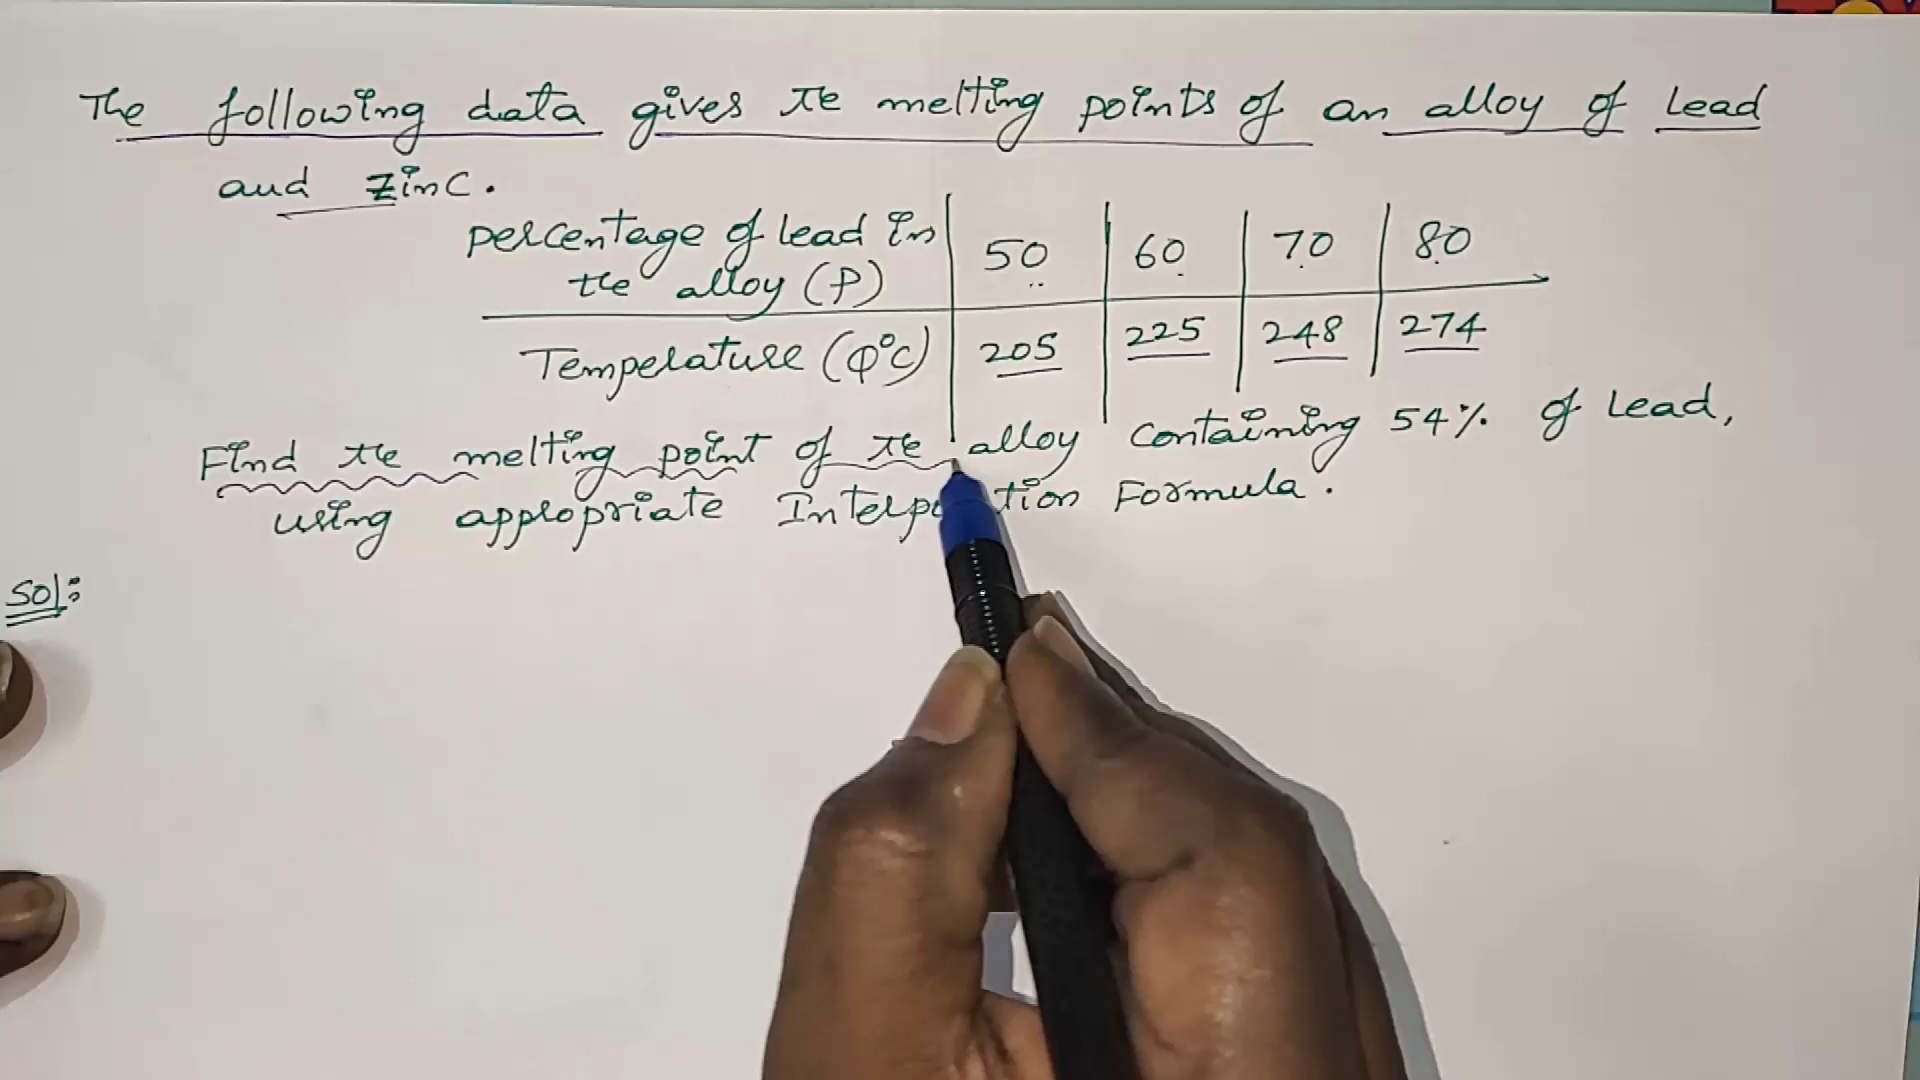 The following data gives the melting points of an alloy of Lead
and Zinc.
percentage of lead in
the alloy (P)
50 60 70 80
Temperature (Φ°C)
205 225 248 274
Find the melting point of the alloy containing 54% of Lead,
using appropriate Formula.
Sol: